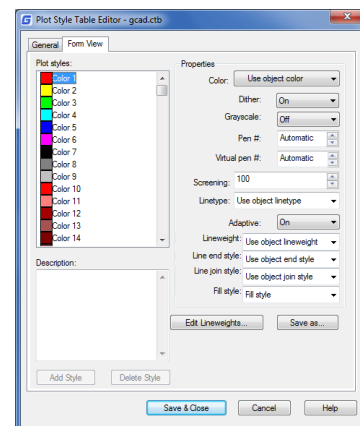 Plot Style Table Editor - gcad.ctb
General Form View
Plot styles:
Color 1
Color 2
Color 3
Color 4
Color 5
Color 6
Color 7
Color 8
Color 9
Color 10
Color 11
Color 12
Color 13
Color 14
Description:
Add Style Delete Style
Properties
Color: Use object color
Dither: On
Grayscale: Off
Pen #: Automatic
Virtual pen #: Automatic
Screening: 100
Linetype: Use object linetype
Adaptive: On
Lineweight: Use object lineweight
Line end style: Use object end style
Line join style: Use object join style
Fill style: Fill style
Edit Lineweights... Save as...
Save & Close Cancel Help